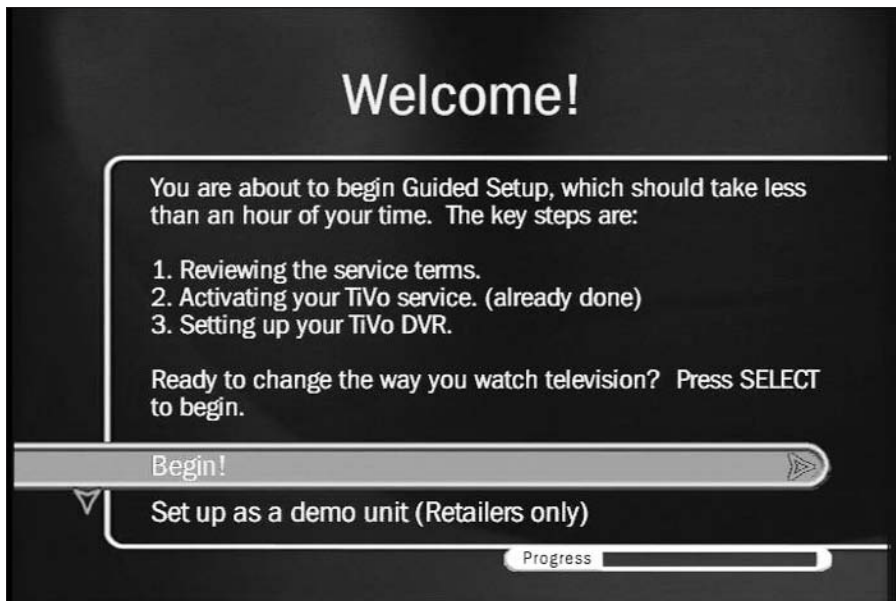 Welcome!
You are about to begin Guided Setup, which should take less
than an hour of your time. The key steps are:
1. Reviewing the service terms.
2. Activating your TiVo service. (already done)
3. Setting up your TiVo DVR.
Ready to change the way you watch television? Press SELECT
to begin.
Begin!
Set up as a demo unit (Retailers only)
Progress